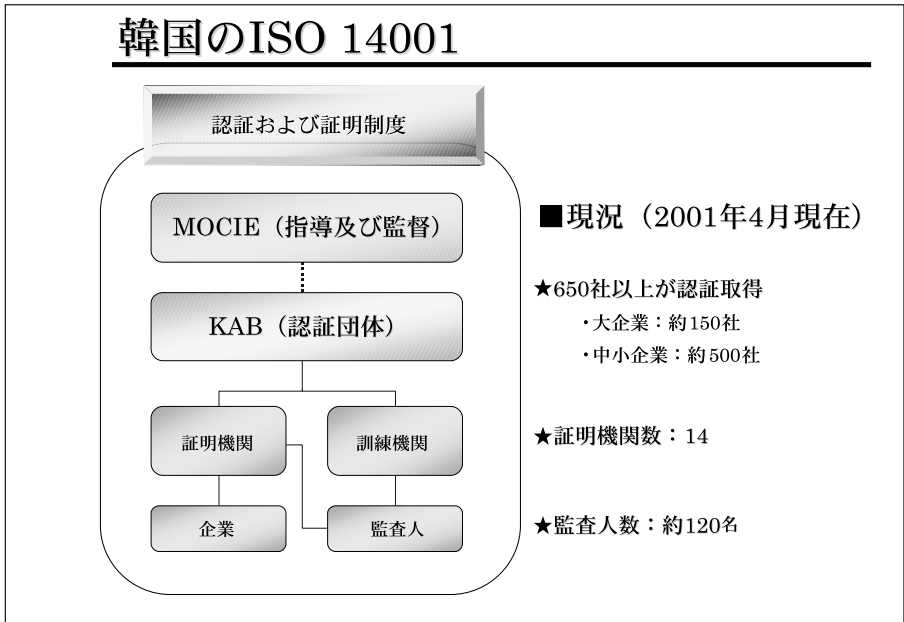 韓国のISO 14001
認証および証明制度
MOCIE（指導及び監督）
KAB（認証団体）
証明機関
訓練機関
企業
監査人
■現況（2001年4月現在）
★650社以上が認証取得
・大企業：約150社
・中小企業：約500社
★証明機関数：14
★監査人数：約120名